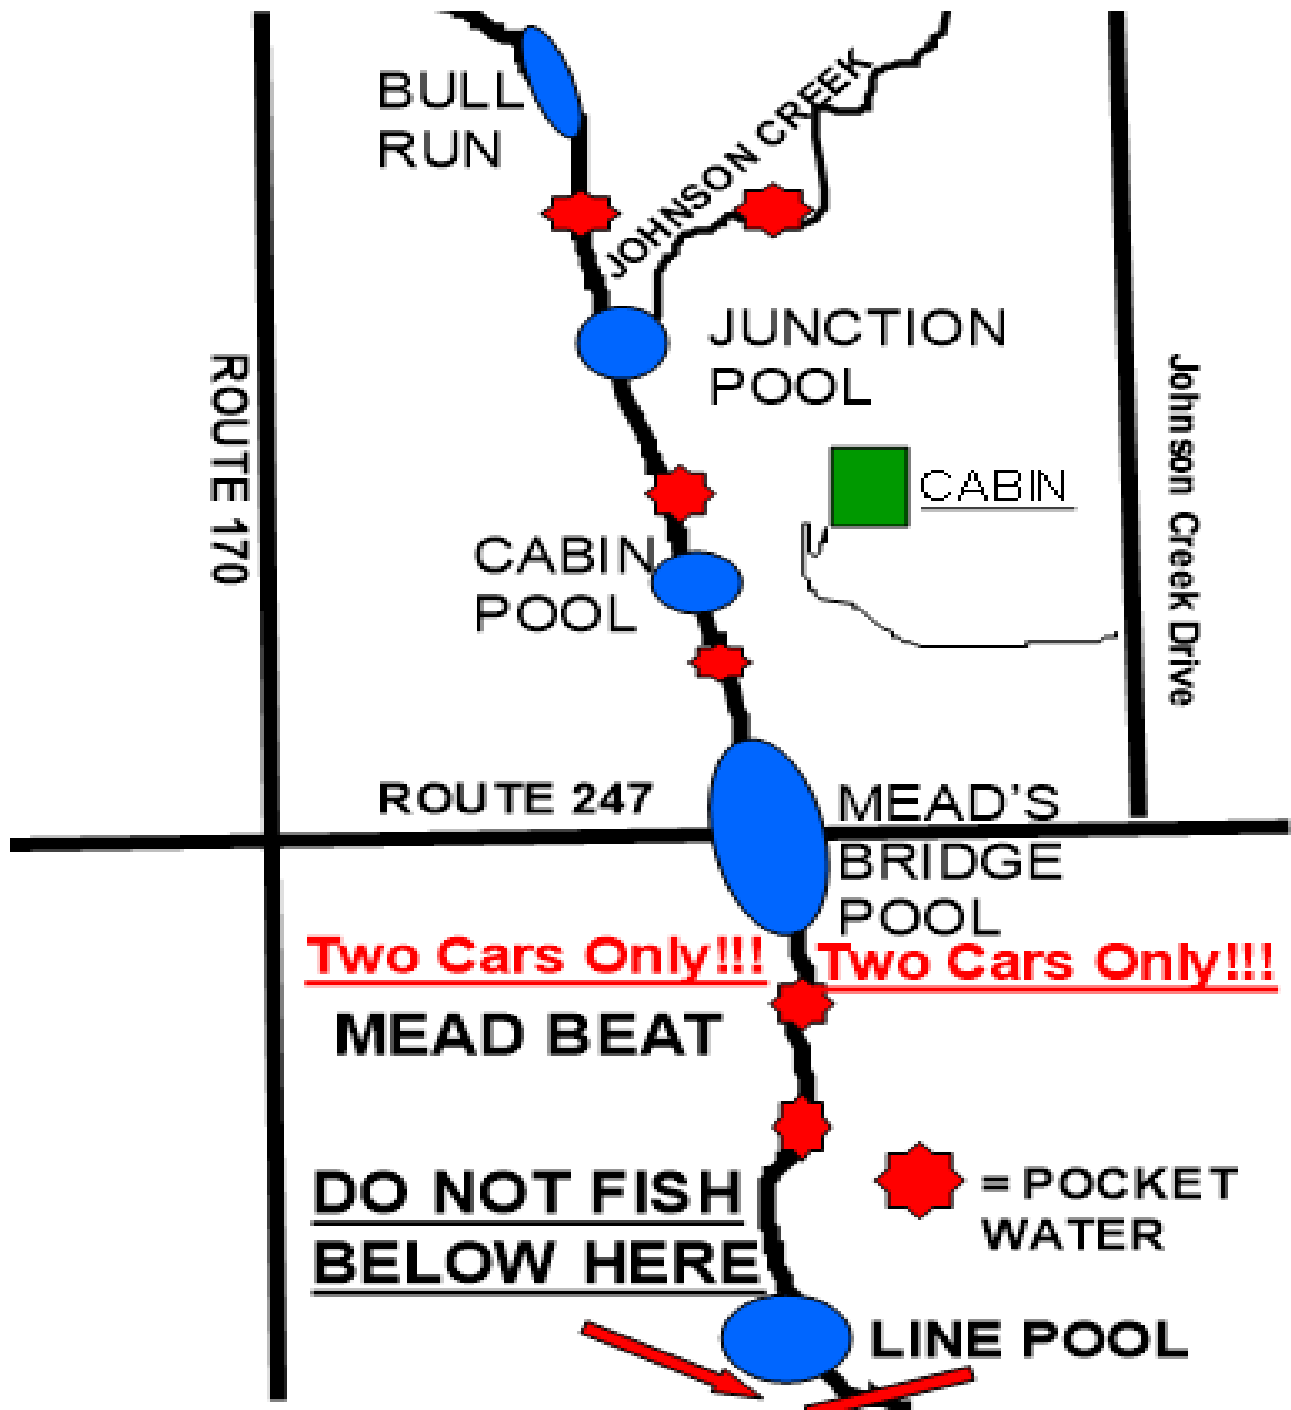 BULL
RUN
JOHNSON CREEK
JUNCTION
POOL
ROUTE 170
CABIN
Johnson Creek Drive
CABIN
POOL
ROUTE 247
MEAD'S
BRIDGE
POOL
Two Cars Only!!!
Two Cars Only!!!
MEAD BEAT
DO NOT FISH
BELOW HERE
= POCKET
WATER
LINE POOL